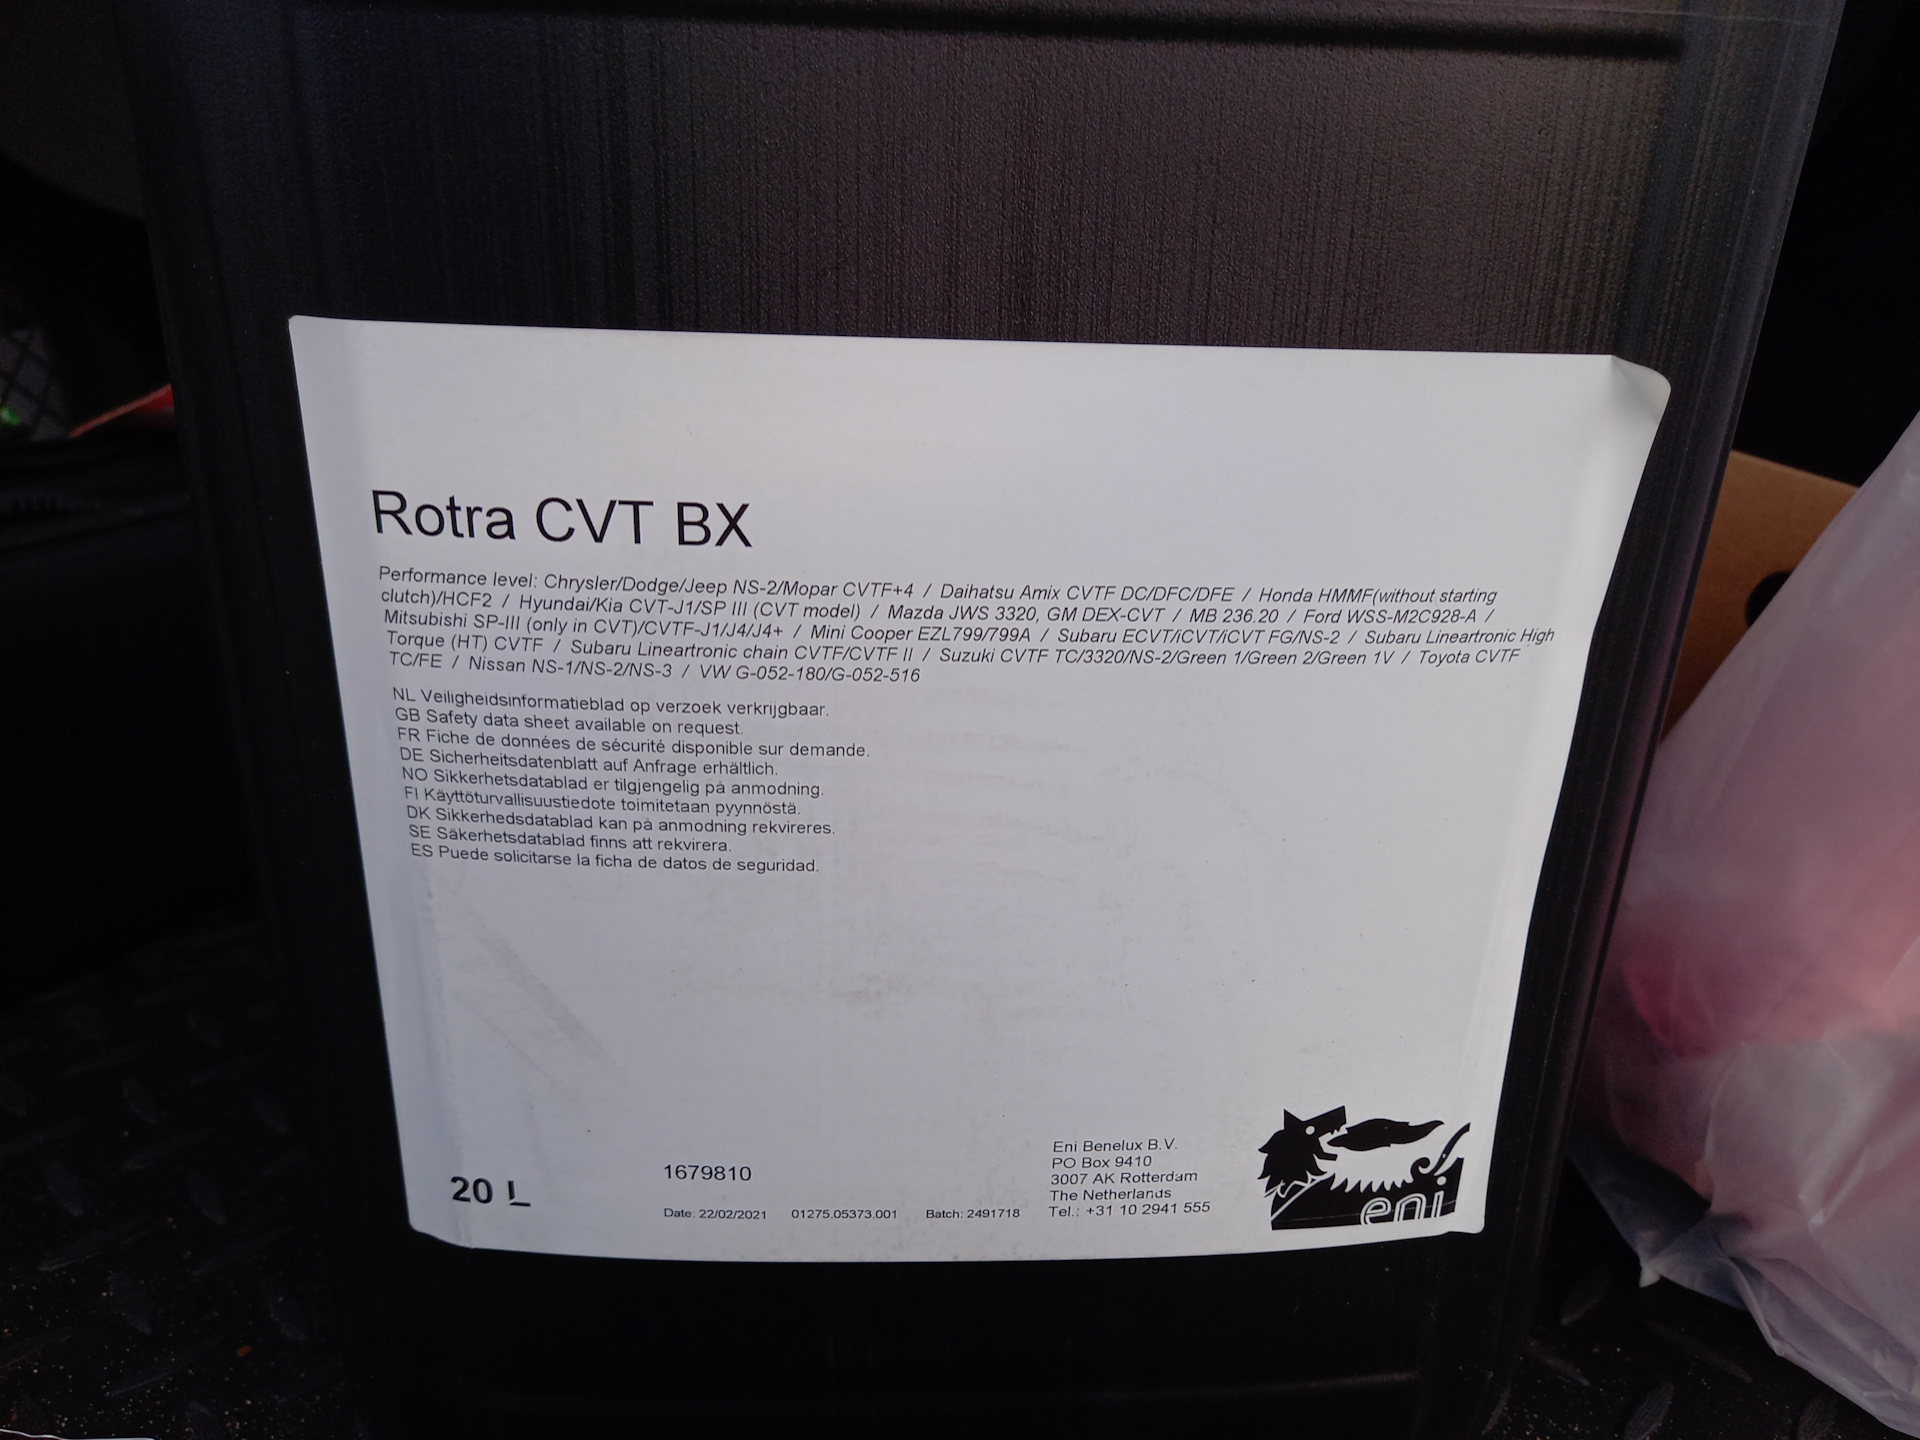 Rotra CVT BX
Performance level: Chrysler/Dodge/Jeep NS-2/Mopar CVTF+4 / Daihatsu Amix CVTF DC/DFC/DFE / Honda HMMF(without starting
clutch)/HCF2 / Hyundai/Kia CVT-J1/SP III (CVT model) / Mazda JWS 3320, GM DEX-CVT / MB 236.20 / Ford WSS-M2C928-A /
Mitsubishi SP-III (only in CVT)/CVTF-J1/J4/J4+ / Mini Cooper EZL799/799A / Subaru ECVT/iCVT/iCVT FG/NS-2 / Subaru Lineartronic High
Torque (HT) CVTF / Subaru Lineartronic chain CVTF/CVTF II / Suzuki CVTF TC/3320/NS-2/Green 1/Green 2/Green 1V / Toyota CVTF
TC/FE / Nissan NS-1/NS-2/NS-3 / VW G-052-180/G-052-516
NL Veiligheidsinformatieblad op verzoek verkrijgbaar.
GB Safety data sheet available on request.
FR Fiche de données de sécurité disponible sur demande.
DE Sicherheitsdatenblatt auf Anfrage erhältlich.
NO Sikkerhetsdatablad er tilgjengelig på anmodning.
FI Käyttöturvallisuustiedote toimitetaan pyynnöstä.
DK Sikkerhedsdatablad kan på anmodning rekvireres.
SE Säkerhetsdatablad finns att rekvirera.
ES Puede solicitarse la ficha de datos de seguridad.
20 L
1679810
Date: 22/02/2021 01275.05373.001 Batch: 2491718
Eni Benelux B.V.
PO Box 9410
3007 AK Rotterdam
The Netherlands
Tel.: +31 10 2941 555
eni